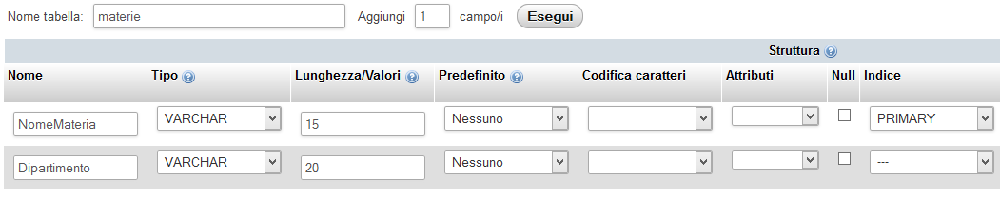 Nome tabella: materie Aggiungi 1 campo/i Esegui
Struttura
Nome Tipo Lunghezza/Valori Predefinito Codifica caratteri Attributi Null Indice
NomeMateria VARCHAR 15 Nessuno PRIMARY
Dipartimento VARCHAR 20 Nessuno ---